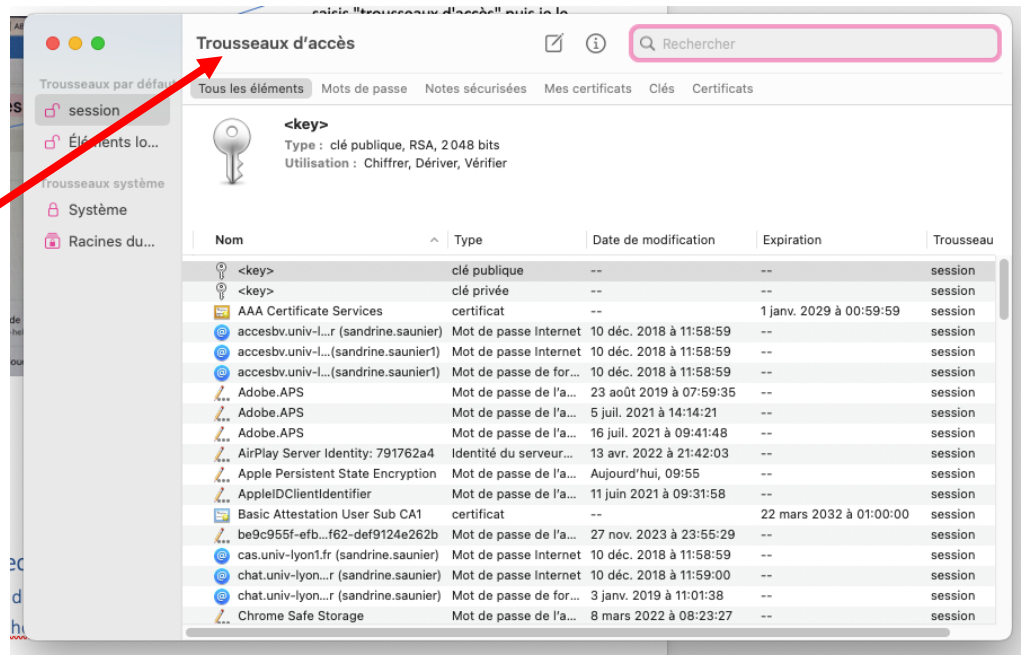 saisis "trousseaux d'accès" puis je le
Trousseaux d'accès
Rechercher
Trousseaux par défaut
session
Éléments lo...
Trousseaux système
Système
Racines du...
Tous les éléments Mots de passe Notes sécurisées Mes certificats Clés Certificats
<key>
Type : clé publique, RSA, 2 048 bits
Utilisation : Chiffrer, Dériver, Vérifier
Nom Type Date de modification Expiration Trousseau
<key> clé publique -- -- session
<key> clé privée -- -- session
AAA Certificate Services certificat -- 1 janv. 2029 à 00:59:59 session
accesbv.univ-l...r (sandrine.saunier) Mot de passe Internet 10 déc. 2018 à 11:58:59 -- session
accesbv.univ-l...(sandrine.saunier1) Mot de passe Internet 10 déc. 2018 à 11:58:59 -- session
accesbv.univ-l...(sandrine.saunier1) Mot de passe de for... 10 déc. 2018 à 11:58:59 -- session
Adobe.APS Mot de passe de l'a... 23 août 2019 à 07:59:35 -- session
Adobe.APS Mot de passe de l'a... 5 juil. 2021 à 14:14:21 -- session
Adobe.APS Mot de passe de l'a... 16 juil. 2021 à 09:41:48 -- session
AirPlay Server Identity: 791762a4 Identité du serveur... 13 avr. 2022 à 21:42:03 -- session
Apple Persistent State Encryption Mot de passe de l'a... Aujourd'hui, 09:55 -- session
AppleIDClientIdentifier Mot de passe de l'a... 11 juin 2021 à 09:31:58 -- session
Basic Attestation User Sub CA1 certificat -- 22 mars 2032 à 01:00:00 session
be9c955f-efb...f62-def9124e262b Mot de passe de l'a... 27 nov. 2023 à 23:55:29 -- session
cas.univ-lyon1.fr (sandrine.saunier) Mot de passe Internet 10 déc. 2018 à 11:58:59 -- session
chat.univ-lyon...r (sandrine.saunier) Mot de passe Internet 10 déc. 2018 à 11:59:00 -- session
chat.univ-lyon...r (sandrine.saunier) Mot de passe de for... 3 janv. 2019 à 11:01:38 -- session
Chrome Safe Storage Mot de passe de l'a... 8 mars 2022 à 08:23:27 -- session